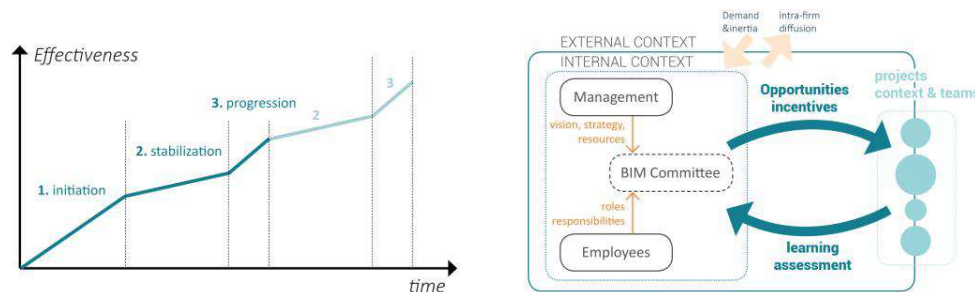 Effectiveness
3. progression
3
2
2. stabilization
1. initiation
time
Demand
&inertia
intra-firm
diffusion
EXTERNAL CONTEXT
INTERNAL CONTEXT
Management
vision, strategy,
resources
BIM Committee
roles
responsibilities
Employees
Opportunities
incentives
learning
assessment
projects
context & teams